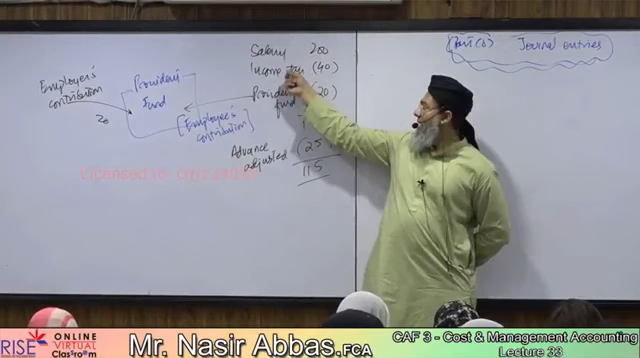 Salary 200
Income tax (40)
Provident (20)
fund
Advance (25)
adjusted
115
Employer's
contribution
20
Provident
fund
[Employee's
contribution]
Part (b) Journal entries
Licensed to:
RISE
ONLINE
VIRTUAL
Classroom
Mr. Nasir Abbas, FCA
CAF 3 - Cost & Management Accounting
Lecture 33